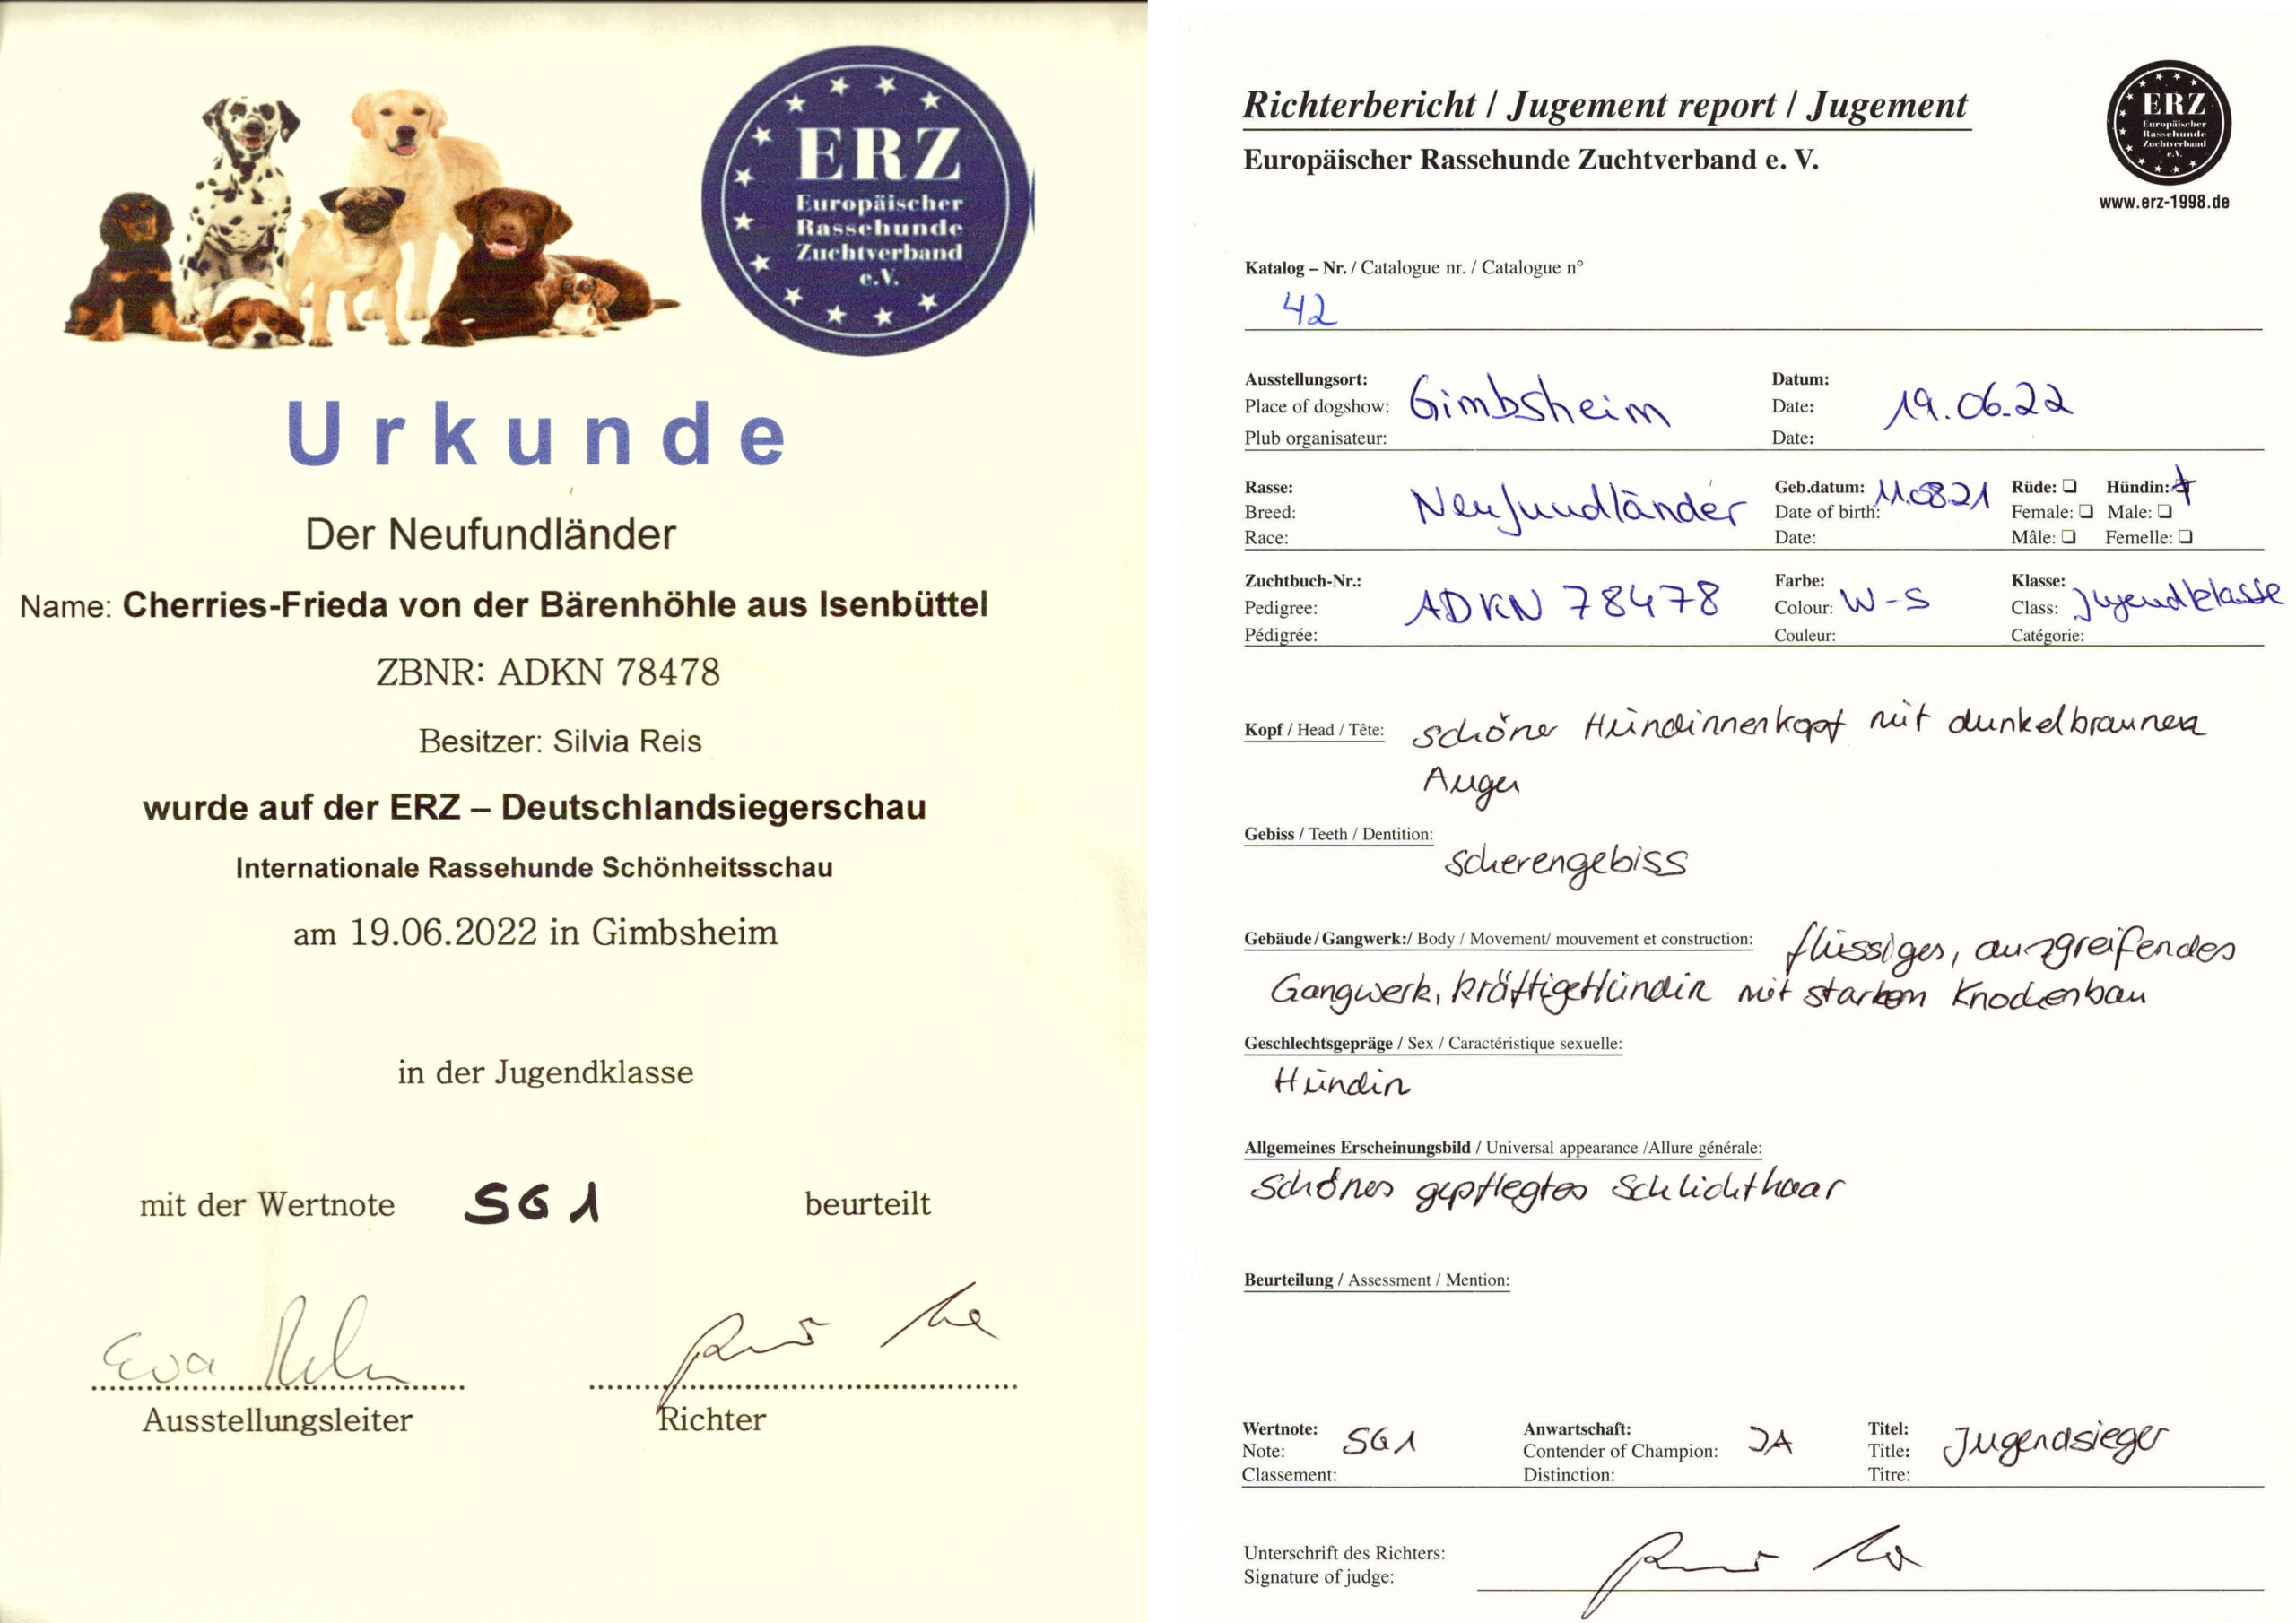 ERZ
Europäischer
Rassehunde
Zuchtverband
e.V.
Urkunde
Der Neufundländer
Name: Cherries-Frieda von der Bärenhöhle aus Isenbüttel
ZBNR: ADKN 78478
Besitzer: Silvia Reis
wurde auf der ERZ – Deutschlandsiegerschau
Internationale Rassehunde Schönheitsschau
am 19.06.2022 in Gimbsheim
in der Jugendklasse
mit der Wertnote SG1 beurteilt
Eva
Ausstellungsleiter Richter
Richterbericht / Jugement report / Jugement
Europäischer Rassehunde Zuchtverband e. V.
ERZ
Europäischer
Rassehunde
Zuchtverband
e.V.
www.erz-1998.de
Katalog – Nr. / Catalogue nr. / Catalogue n°
42
Ausstellungsort: Datum:
Place of dogshow: Gimbsheim Date: 19.06.22
Plub organisateur: Date:
Rasse: Geb.datum: 11.08.21 Rüde: ❏ Hündin: ❏
Breed: Neufundländer Date of birth: Female: ❏ Male: ❏
Race: Date: Mâle: ❏ Femelle: ❏
Zuchtbuch-Nr.: Farbe: Klasse:
Pedigree: ADKN 78478 Colour: W-S Class: Jugendklasse
Pédigrée: Couleur: Catégorie:
Kopf / Head / Tête: schöner Hündinnenkopf mit dunkelbraunen
Augen
Gebiss / Teeth / Dentition:
Scherengebiss
Gebäude/Gangwerk:/ Body / Movement/ mouvement et construction: flüssiges, ausgreifendes
Gangwerk, kräftige Hündin mit starkem Knochenbau
Geschlechtsgepräge / Sex / Caractéristique sexuelle:
Hündin
Allgemeines Erscheinungsbild / Universal appearance /Allure générale:
Schönes gepflegtes Schlichthaar
Beurteilung / Assessment / Mention:
Wertnote: Anwartschaft: Titel:
Note: SG1 Contender of Champion: JA Title: Jugendsieger
Classement: Distinction: Titre:
Unterschrift des Richters:
Signature of judge: